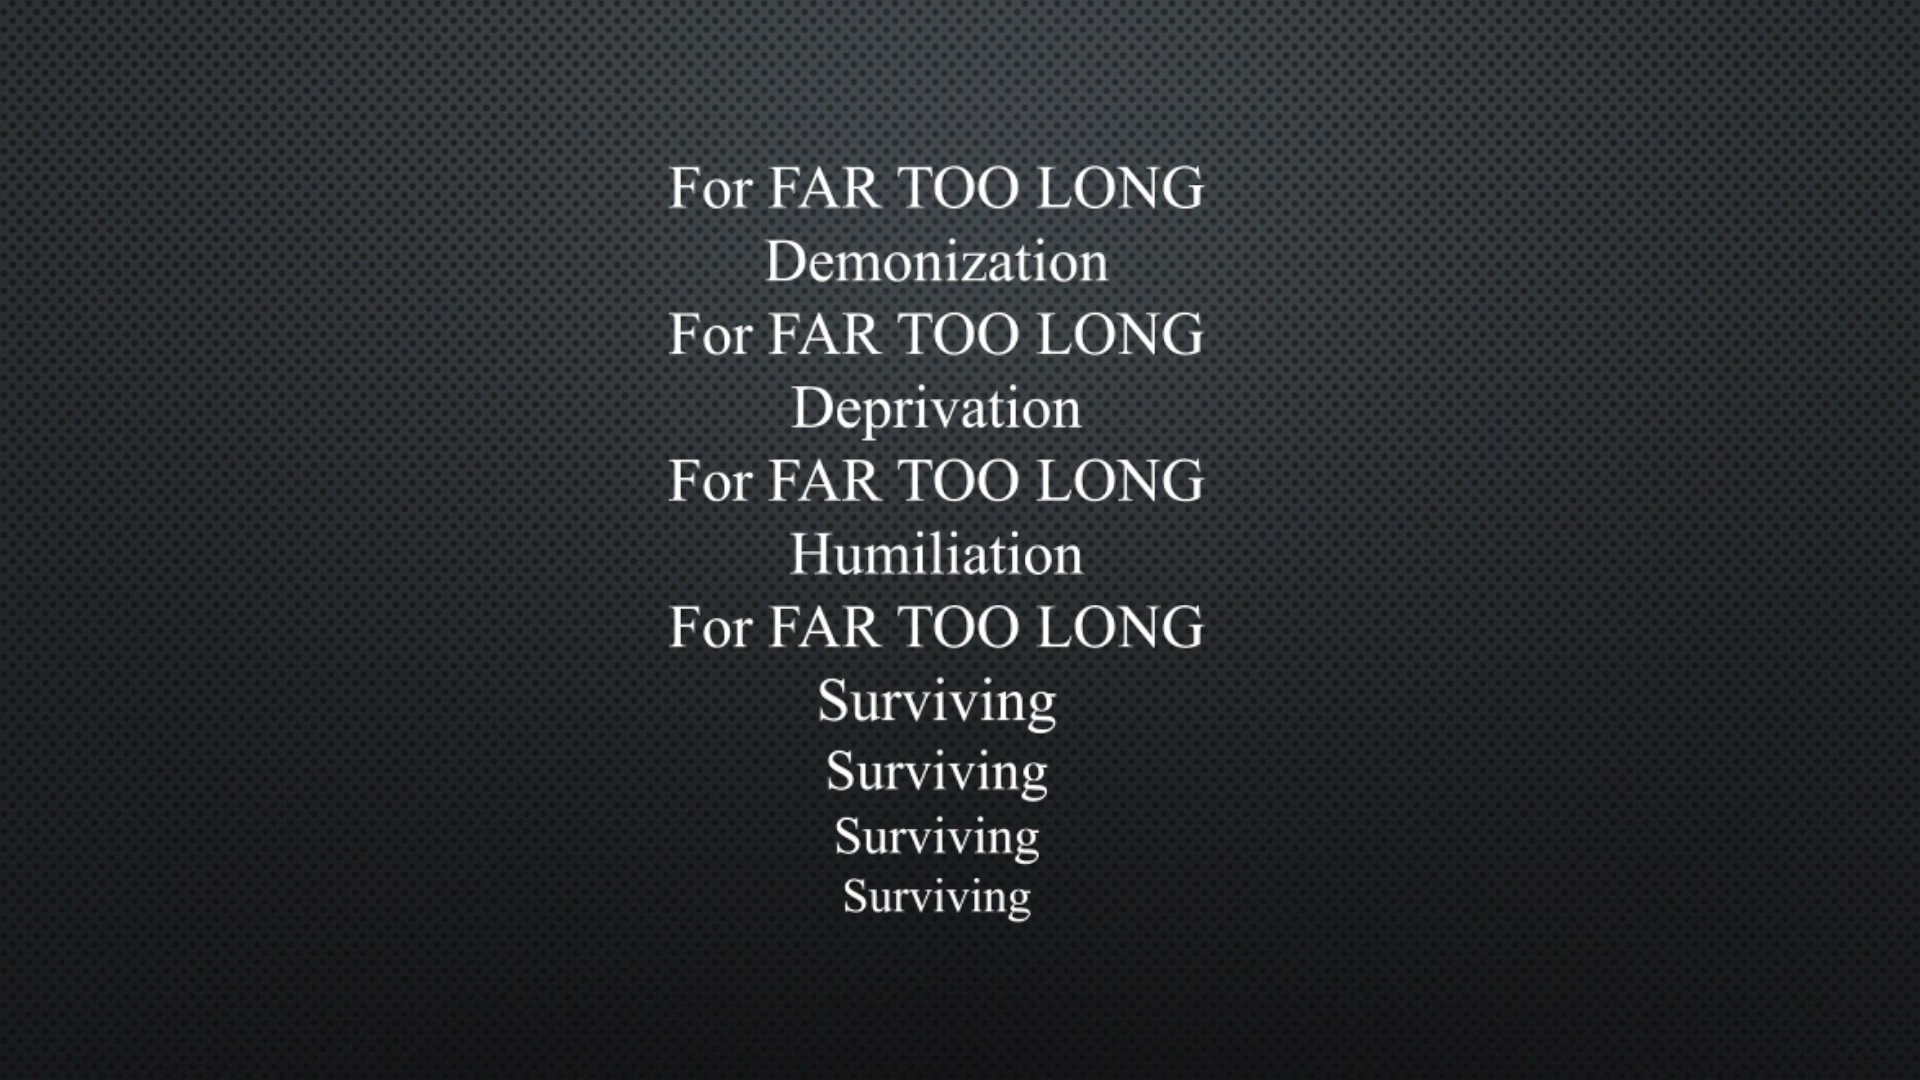 For FAR TOO LONG
Demonization
For FAR TOO LONG
Deprivation
For FAR TOO LONG
Humiliation
For FAR TOO LONG
Surviving
Surviving
Surviving
Surviving